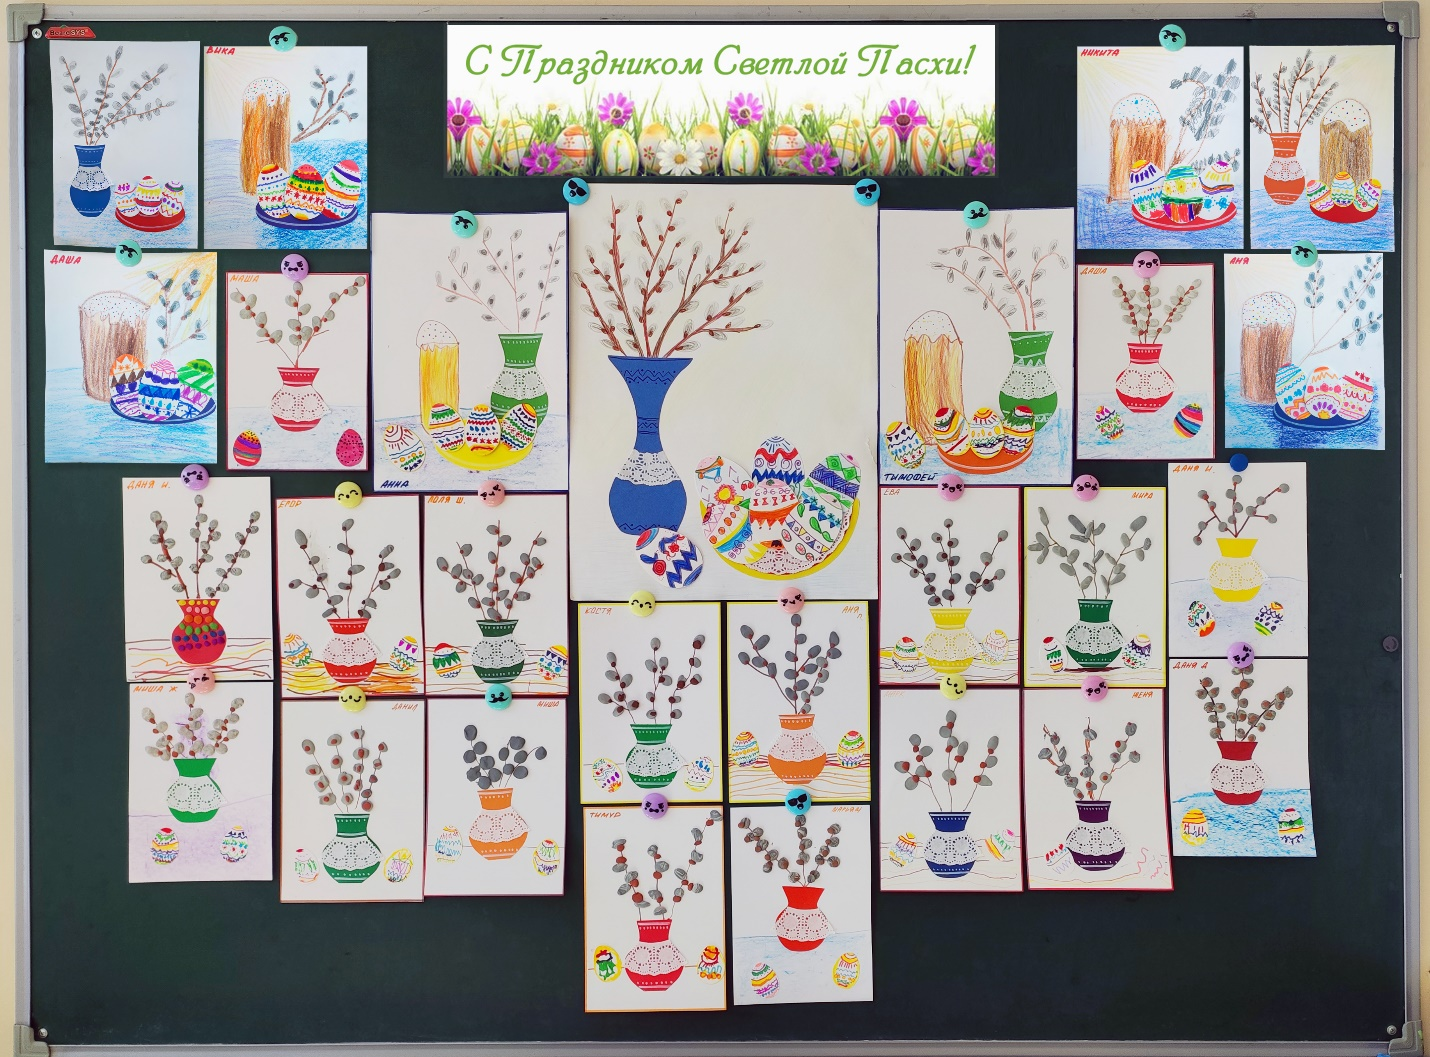 С Праздником Светлой Пасхи!
ВИКА
НИКИТА
ДАША
МАША
ДАША
АНЯ
АННА
ТИМОФЕЙ
ДАНЯ И.
ЕГОР
ПОЛЯ Ш.
ЕВА
МИРА
ДАНЯ И.
КОСТЯ
АНЯ
МИША Ж
ДАНИЛ
МИША
ЖЕНЯ
ДАНЯ Д
ТИМУР